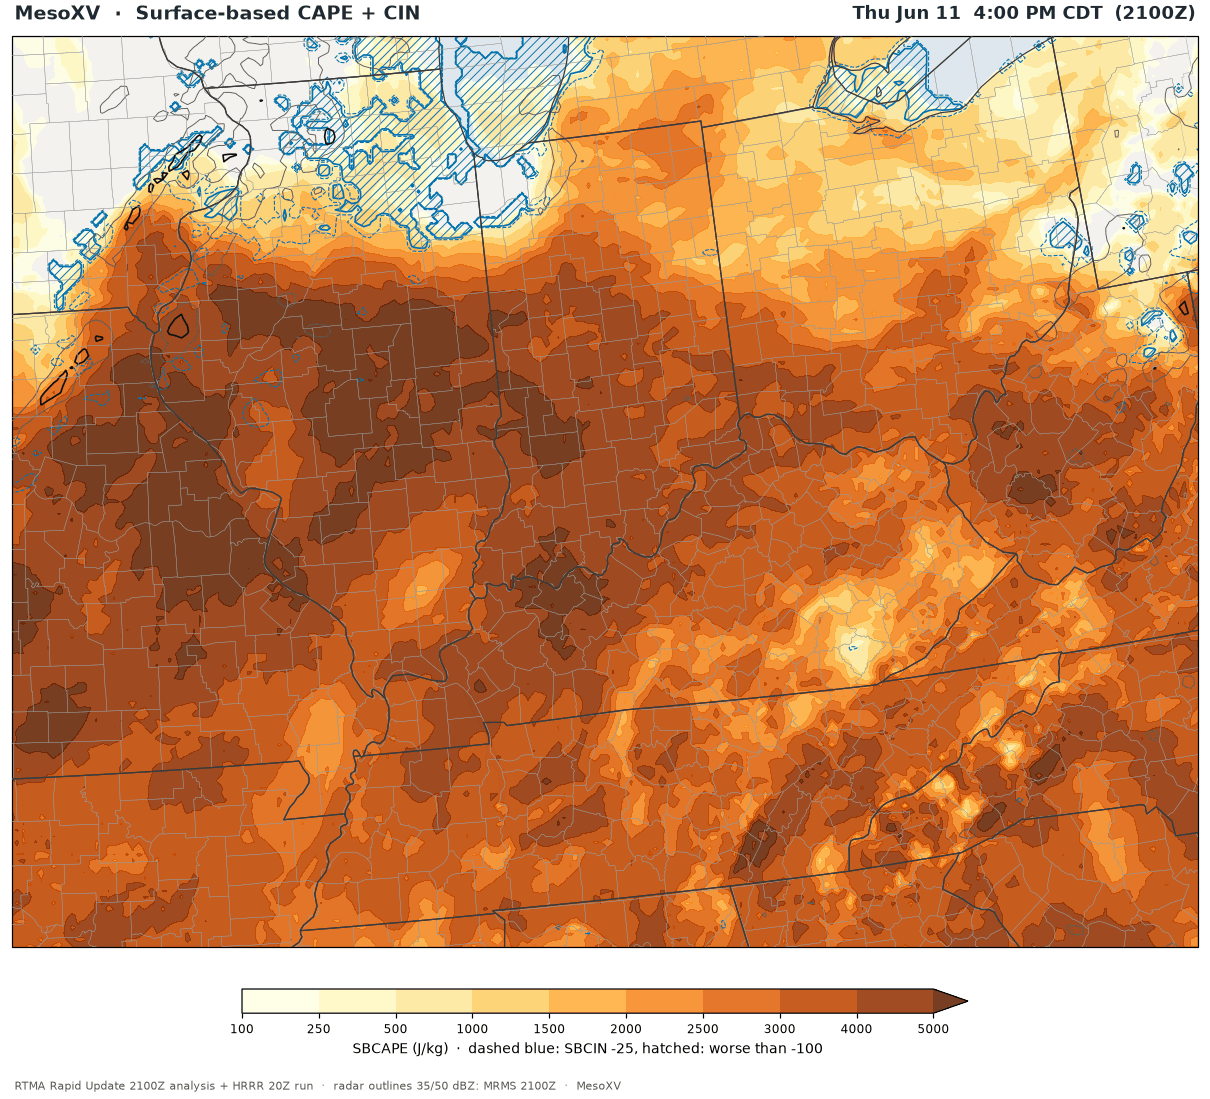 MesoXV · Surface-based CAPE + CIN
Thu Jun 11 4:00 PM CDT (2100Z)
100 250 500 1000 1500 2000 2500 3000 4000 5000
SBCAPE (J/kg) · dashed blue: SBCIN -25, hatched: worse than -100
RTMA Rapid Update 2100Z analysis + HRRR 20Z run · radar outlines 35/50 dBZ: MRMS 2100Z · MesoXV